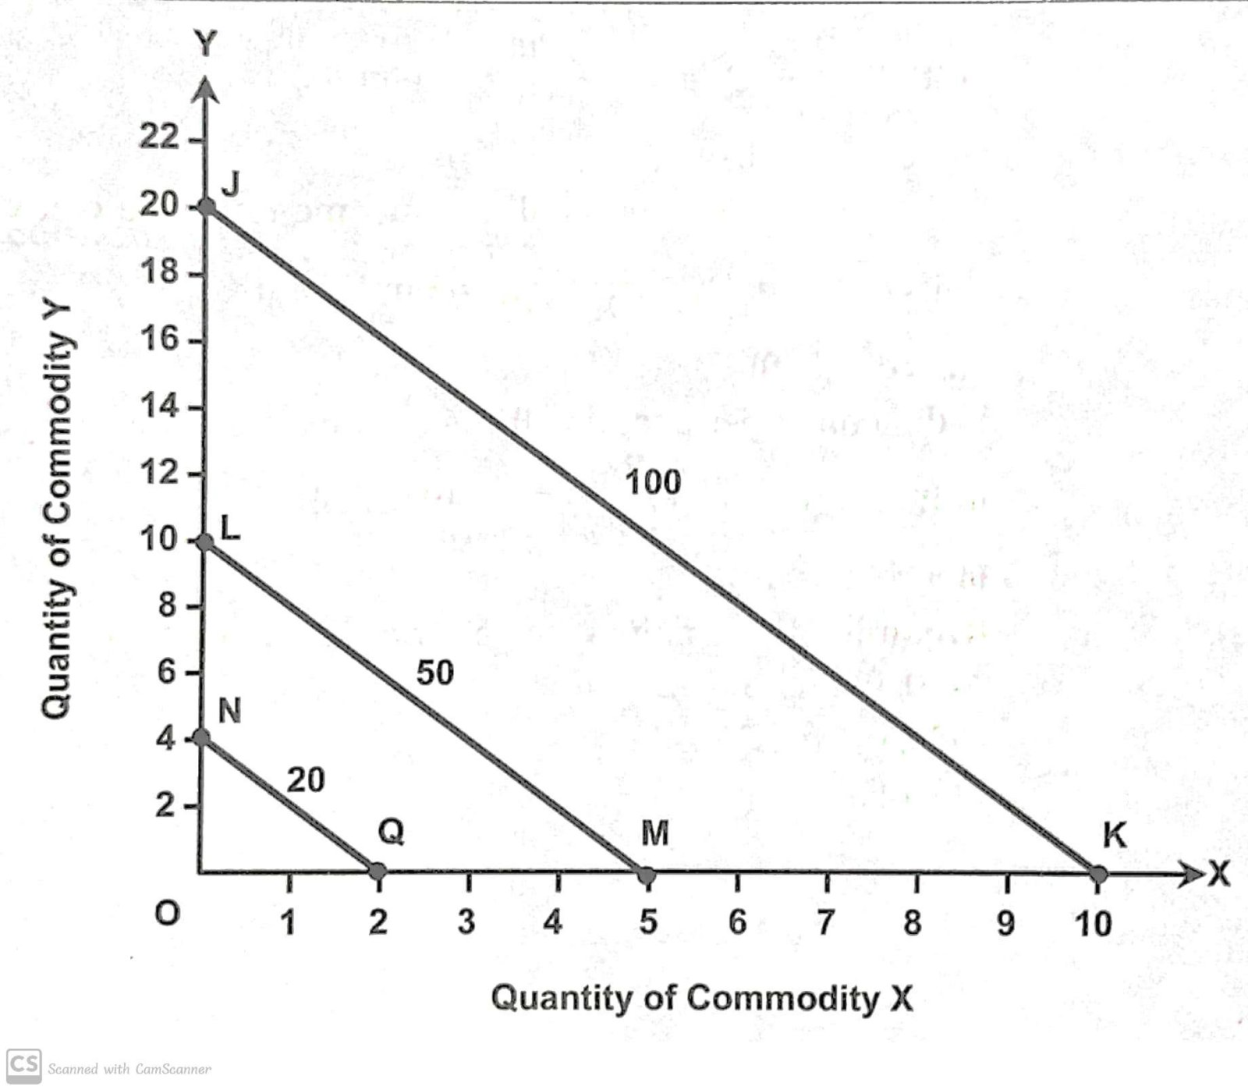 Y
22
J
20
18
16
14
100
12
L
10
8
50
6
N
4
20
2
Q
M
K
X
O
1 2 3 4 5 6 7 8 9 10
Quantity of Commodity Y
Quantity of Commodity X
CS Scanned with CamScanner